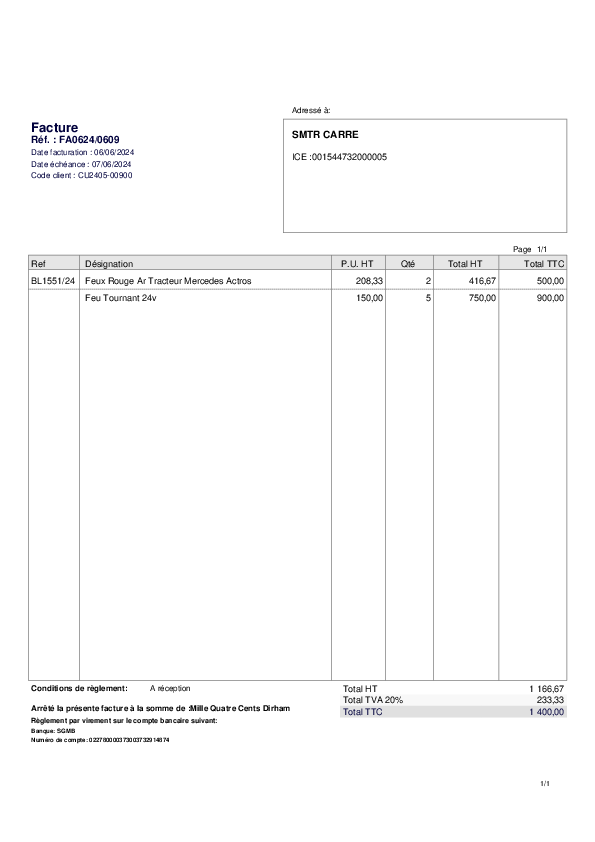 Adressé à:
Facture
Réf. : FA0624/0609
Date facturation : 06/06/2024
Date échéance : 07/06/2024
Code client : CU2405-00900
SMTR CARRE
ICE :001544732000005
Page 1/1
Ref Désignation P.U. HT Qté Total HT Total TTC
BL1551/24 Feux Rouge Ar Tracteur Mercedes Actros 208,33 2 416,67 500,00
Feu Tournant 24v 150,00 5 750,00 900,00
Conditions de règlement: A réception
Total HT 1 166,67
Total TVA 20% 233,33
Total TTC 1 400,00
Arrêté la présente facture à la somme de :Mille Quatre Cents Dirham
Règlement par virement sur le compte bancaire suivant:
Banque: SGMB
Numéro de compte: 022780000373003732914874
1/1